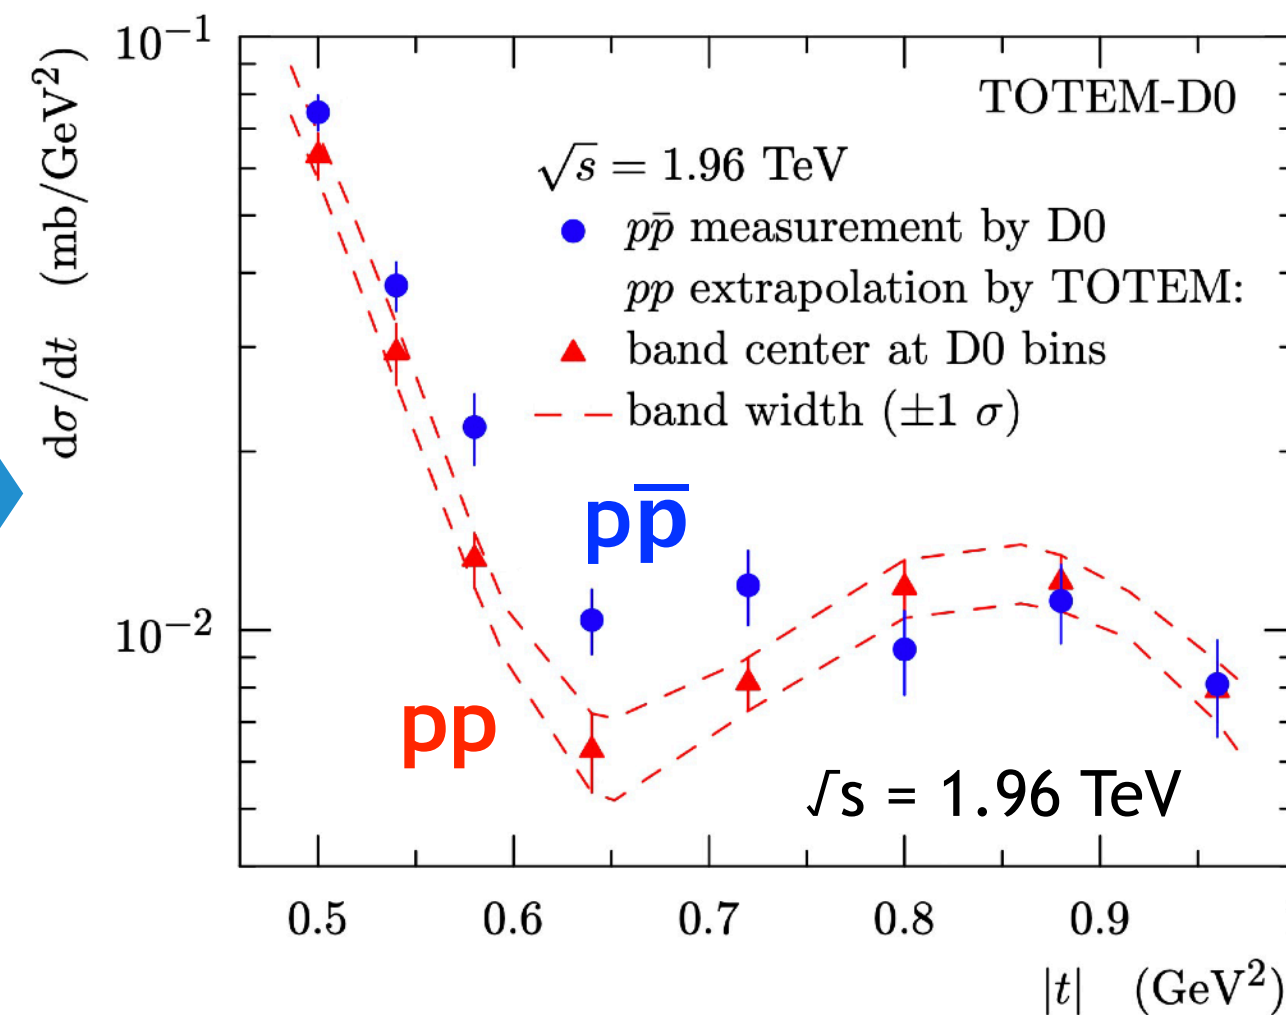 10⁻¹
TOTEM-D0
√s = 1.96 TeV
pp̄ measurement by D0
pp extrapolation by TOTEM:
band center at D0 bins
band width (±1 σ)
dσ/dt (mb/GeV²)
pp̄
10⁻²
pp
√s = 1.96 TeV
0.5 0.6 0.7 0.8 0.9
|t| (GeV²)